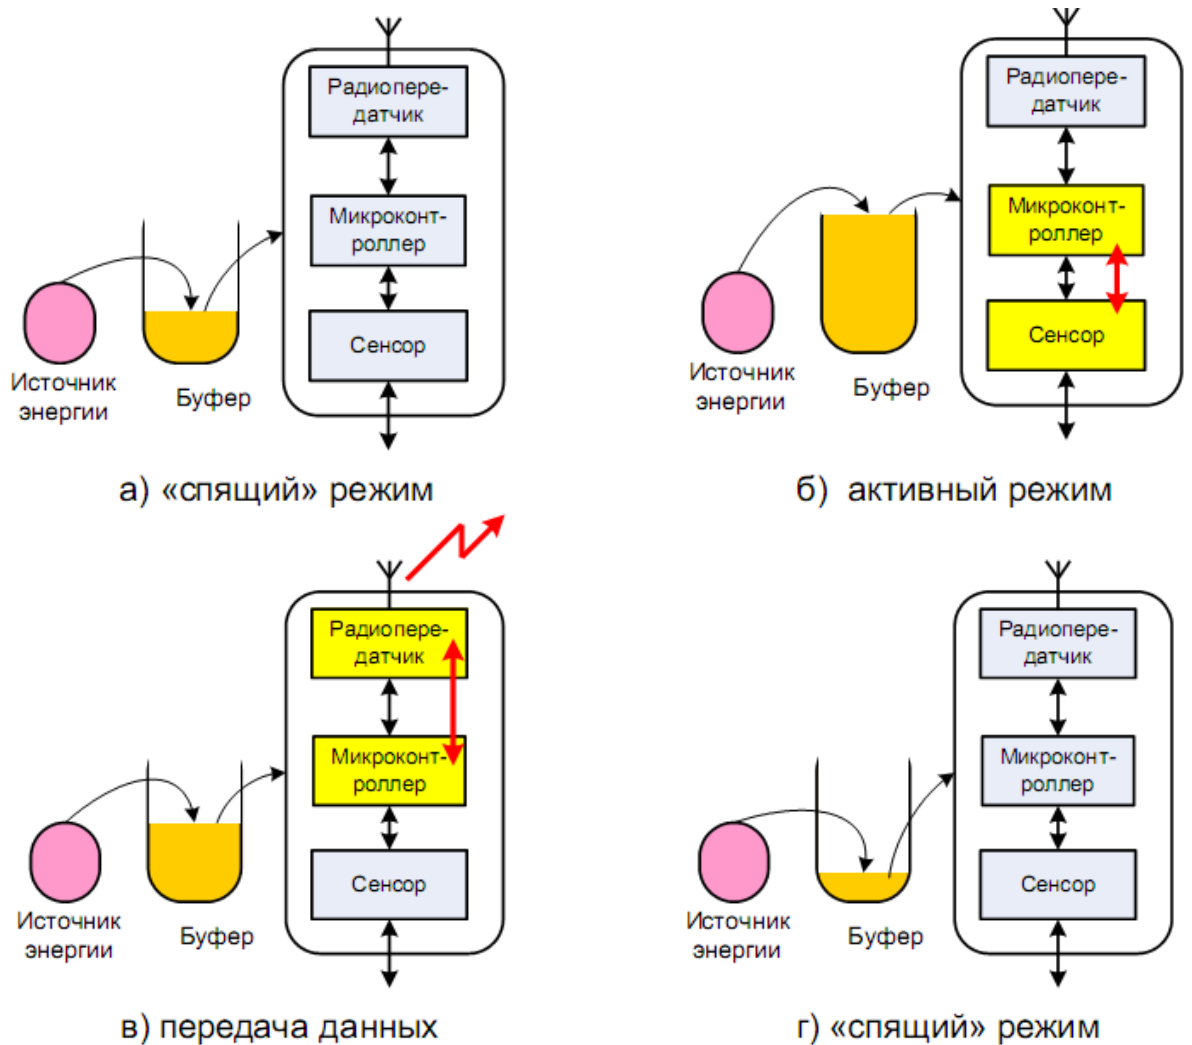 Радиопере-
датчик
Микроконт-
роллер
Сенсор
Источник
энергии
Буфер
а) «спящий» режим
Радиопере-
датчик
Микроконт-
роллер
Сенсор
Источник
энергии
Буфер
б) активный режим
Радиопере-
датчик
Микроконт-
роллер
Сенсор
Источник
энергии
Буфер
в) передача данных
Радиопере-
датчик
Микроконт-
роллер
Сенсор
Источник
энергии
Буфер
г) «спящий» режим